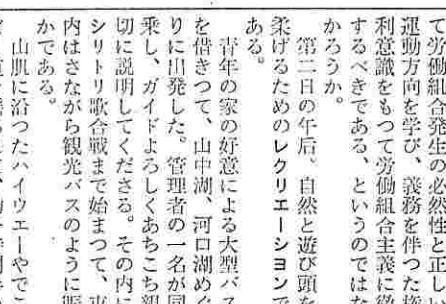 て労働組合発生の必然性と正しい
運動方向を学び、義務を伴つた権
利意識をもつて労働組合主義に徹
するべきである、というのではな
かろうか。
第二日の午后。自然と遊び頭を
柔げるためのレクリエーションで
ある。
青年の家の好意による大型バス
を借きつて、山中湖、河口湖めぐ
りに出発した。管理者の一名が同
乗し、ガイドよろしくあちこち親
切に説明してくださる。その内に
シリトリ歌合戦まで始まつて、車
内はさながら観光バスのように賑
かである。
山肌に沿つたハイウエーやでこ